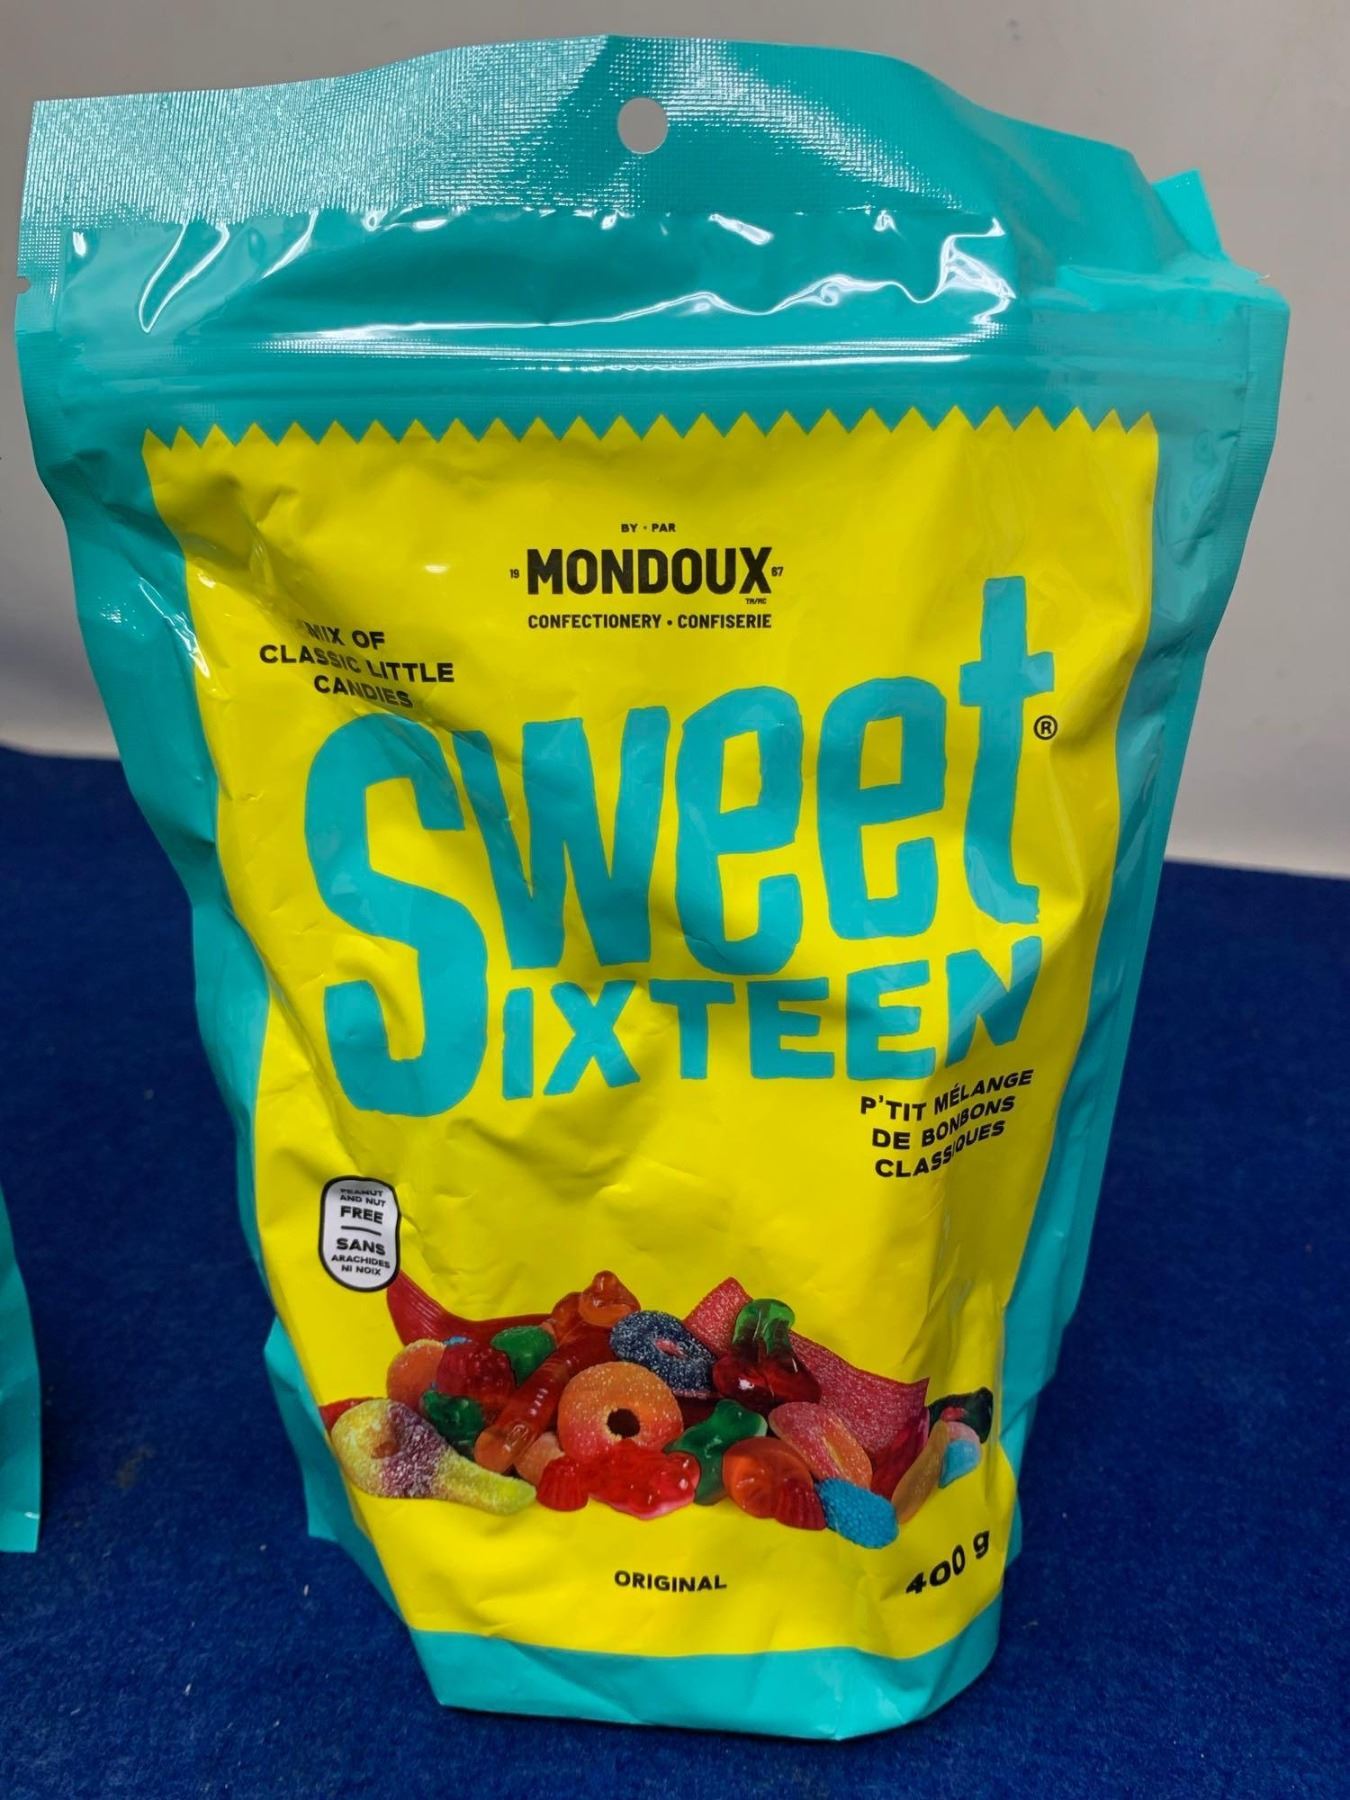 BY • PAR
19 MONDOUX 67
TM/MC
CONFECTIONERY • CONFISERIE
MIX OF
CLASSIC LITTLE
CANDIES
Sweet®
SIXTEEN
P'TIT MÉLANGE
DE BONBONS
CLASSIQUES
PEANUT
AND NUT
FREE
SANS
ARACHIDES
NI NOIX
ORIGINAL
400 g